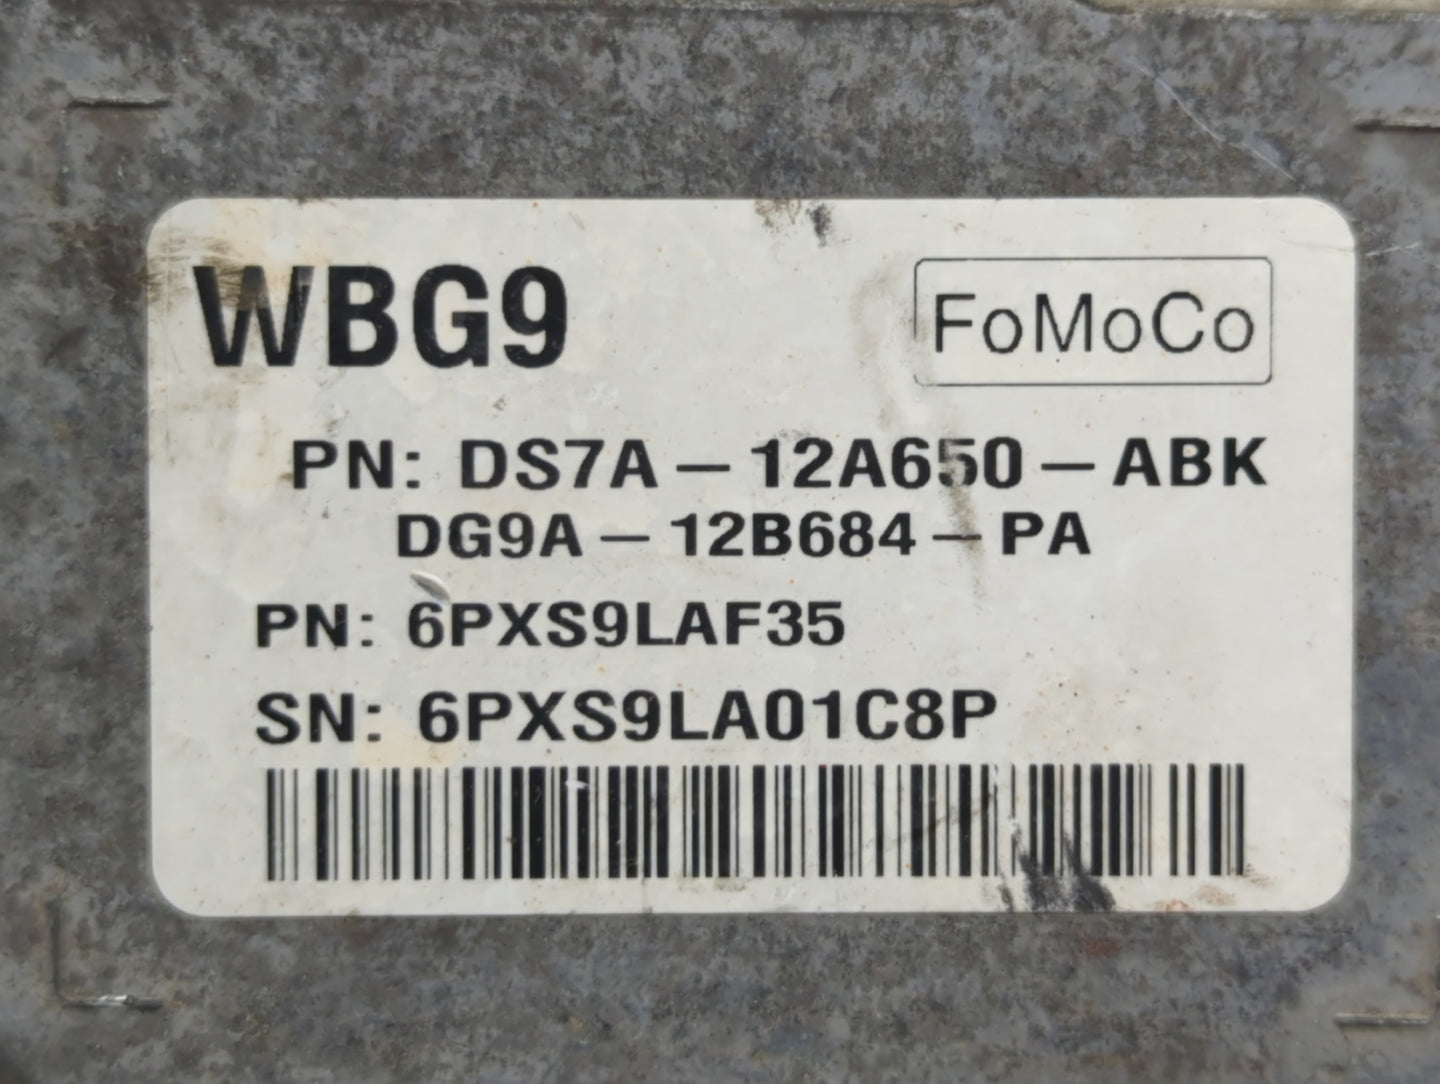 WBG9
FoMoCo
PN: DS7A-12A650-ABK
DG9A-12B684-PA
PN: 6PXS9LAF35
SN: 6PXS9LA01C8P